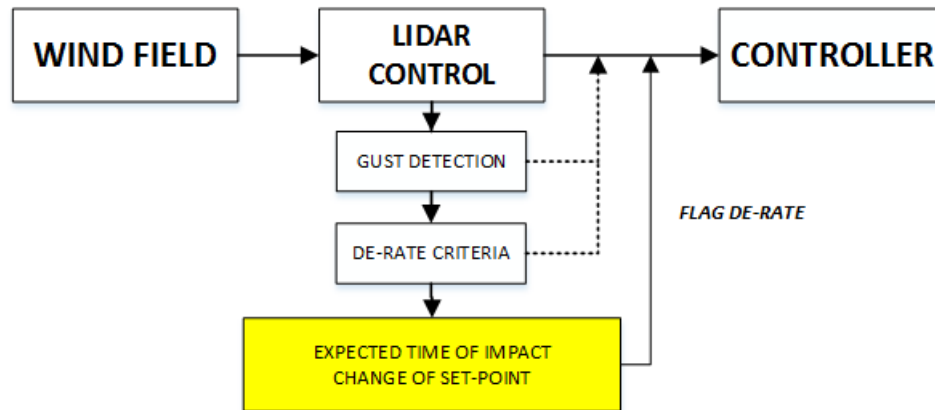 WIND FIELD
LIDAR
CONTROL
CONTROLLER
GUST DETECTION
FLAG DE-RATE
DE-RATE CRITERIA
EXPECTED TIME OF IMPACT
CHANGE OF SET-POINT